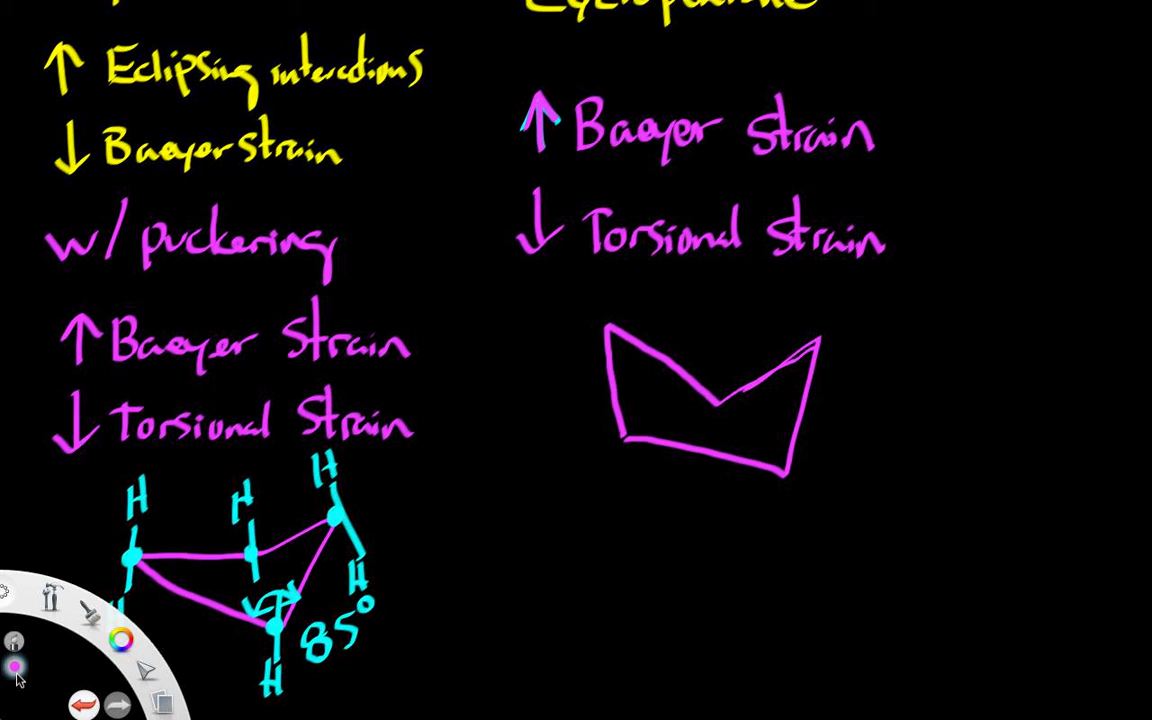 ↑ Eclipsing interactions
↓ Baeyer strain
w/ puckering
↑ Baeyer Strain
↓ Torsional Strain
H H H
H
85°
H
H
↑ Baeyer Strain
↓ Torsional Strain